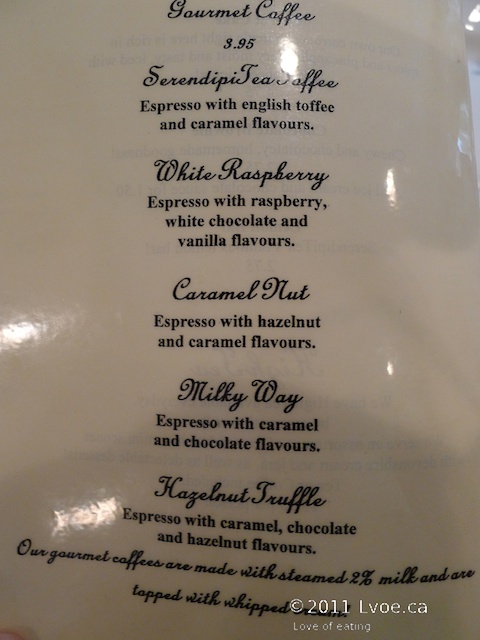 Gourmet Coffee
3.95
SerendipiTea Toffee
Espresso with english toffee
and caramel flavours.
White Raspberry
Espresso with raspberry,
white chocolate and
vanilla flavours.
Caramel Nut
Espresso with hazelnut
and caramel flavours.
Milky Way
Espresso with caramel
and chocolate flavours.
Hazelnut Truffle
Espresso with caramel, chocolate
and hazelnut flavours.
Our gourmet coffees are made with steamed 2% milk and are
topped with whipped
©2011 Lvoe.ca
Love of eating